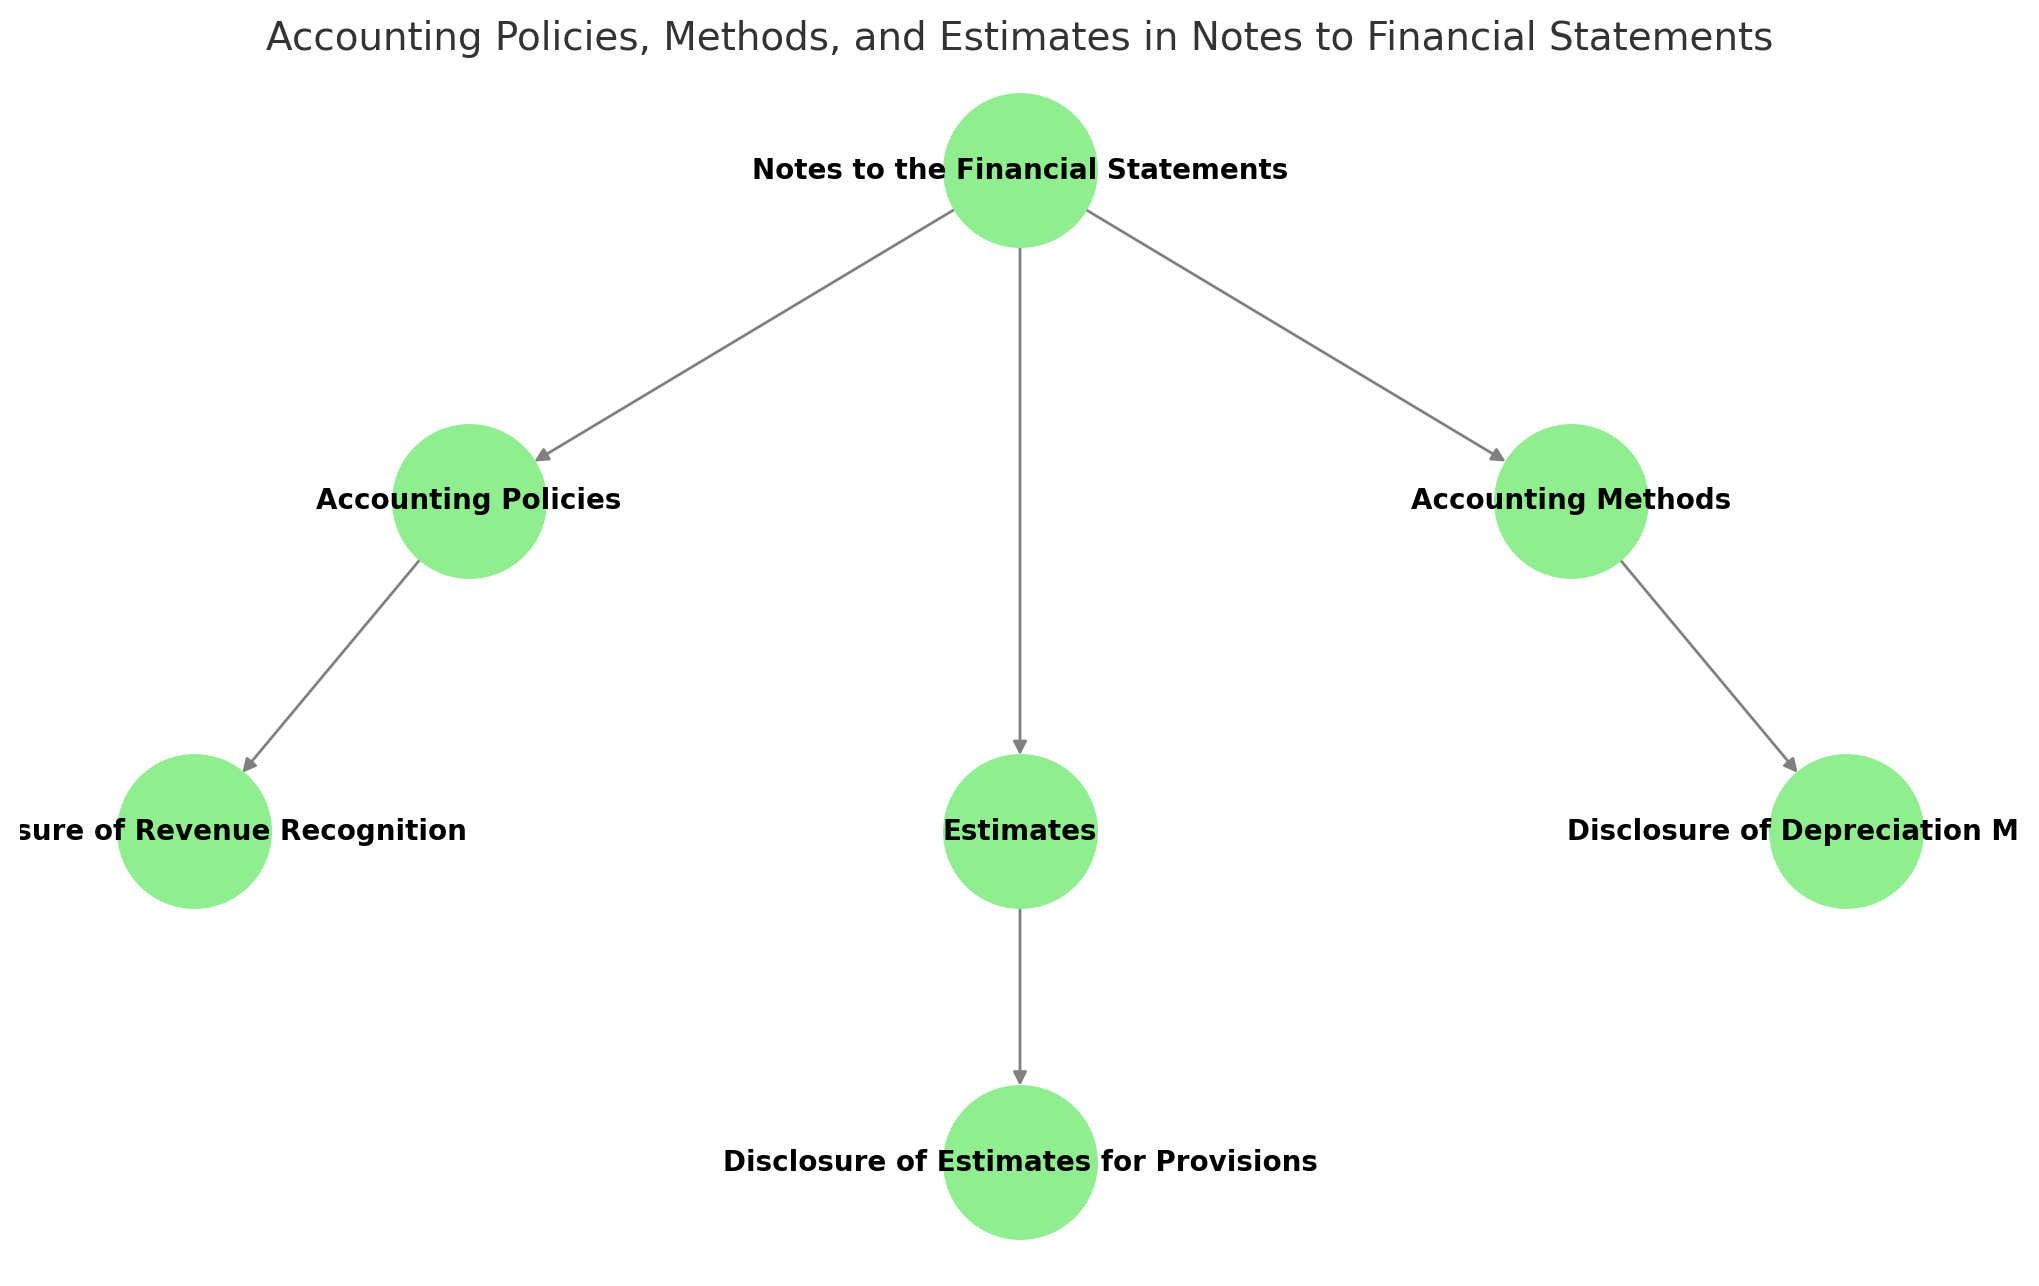 Accounting Policies, Methods, and Estimates in Notes to Financial Statements
Notes to the Financial Statements
Accounting Policies
Accounting Methods
sure of Revenue Recognition
Estimates
Disclosure of Depreciation M
Disclosure of Estimates for Provisions